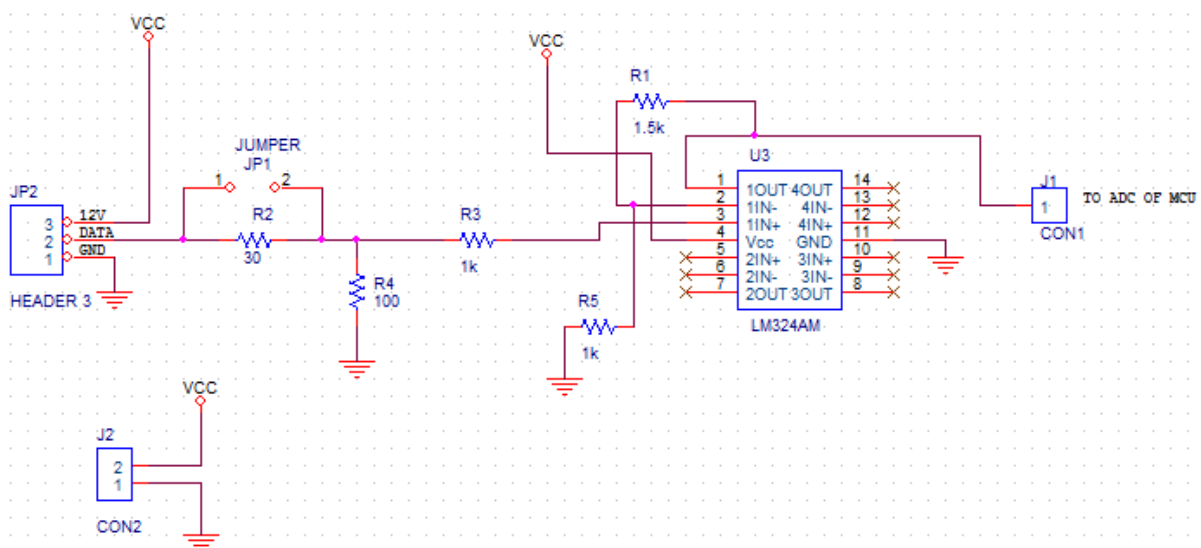 VCC
VCC
R1
1.5k
JUMPER
JP1
1
2
U3
JP2
3
2
1
12V
DATA
GND
HEADER 3
R2
30
R3
1k
R4
100
R5
1k
1
2
3
4
5
6
7
1OUT 4OUT
1IN- 4IN-
1IN+ 4IN+
Vcc GND
2IN+ 3IN+
2IN- 3IN-
2OUT 3OUT
14
13
12
11
10
9
8
LM324AM
J1
1
CON1
TO ADC OF MCU
VCC
J2
2
1
CON2